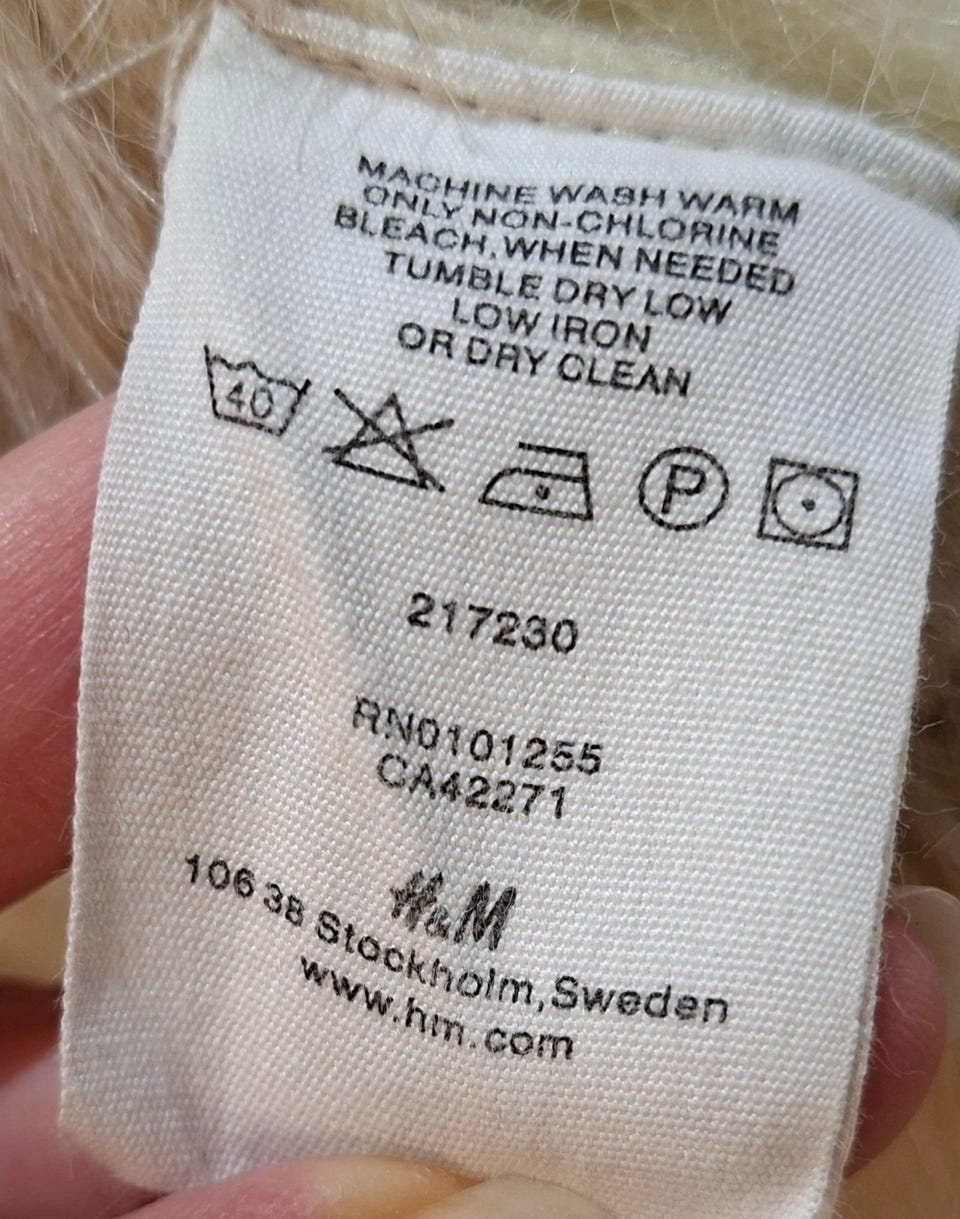 MACHINE WASH WARM
ONLY NON-CHLORINE
BLEACH, WHEN NEEDED
TUMBLE DRY LOW
LOW IRON
OR DRY CLEAN
40 P
217230
RN0101255
CA42271
H&M
106 38 Stockholm, Sweden
www.hm.com